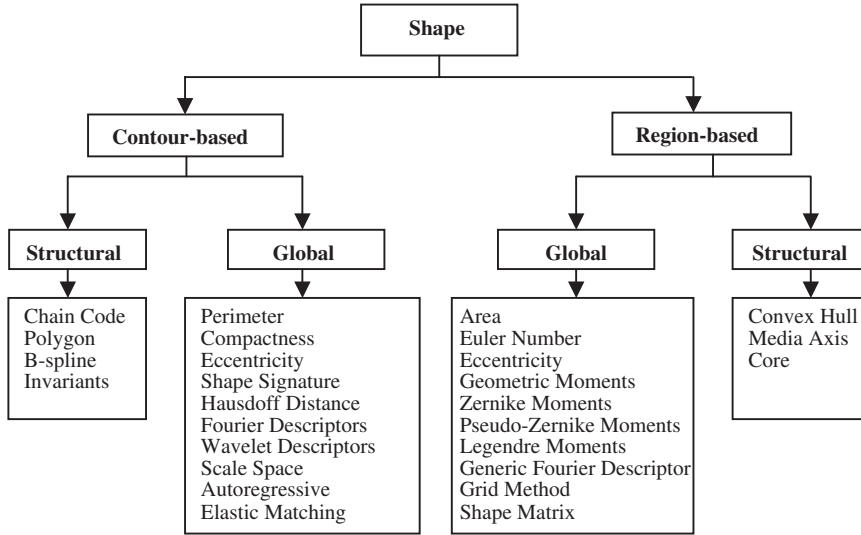 Shape
Contour-based
Region-based
Structural
Global
Global
Structural
Chain Code
Polygon
B-spline
Invariants
Perimeter
Compactness
Eccentricity
Shape Signature
Hausdoff Distance
Fourier Descriptors
Wavelet Descriptors
Scale Space
Autoregressive
Elastic Matching
Area
Euler Number
Eccentricity
Geometric Moments
Zernike Moments
Pseudo-Zernike Moments
Legendre Moments
Generic Fourier Descriptor
Grid Method
Shape Matrix
Convex Hull
Media Axis
Core